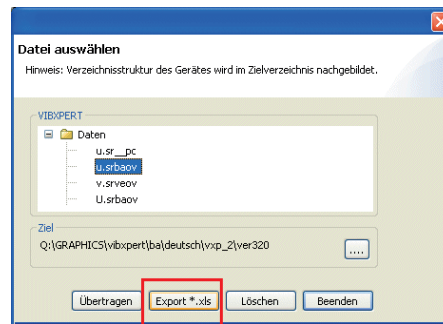 Datei auswählen
Hinweis: Verzeichnisstruktur des Gerätes wird im Zielverzeichnis nachgebildet.
VIBXPERT
Daten
u.sr__pc
u.srbaov
v.srveov
U.srbaov
Ziel
Q:\GRAPHICS\vibxpert\ba\deutsch\vxp_2\ver320
....
Übertragen Export *.xls Löschen Beenden